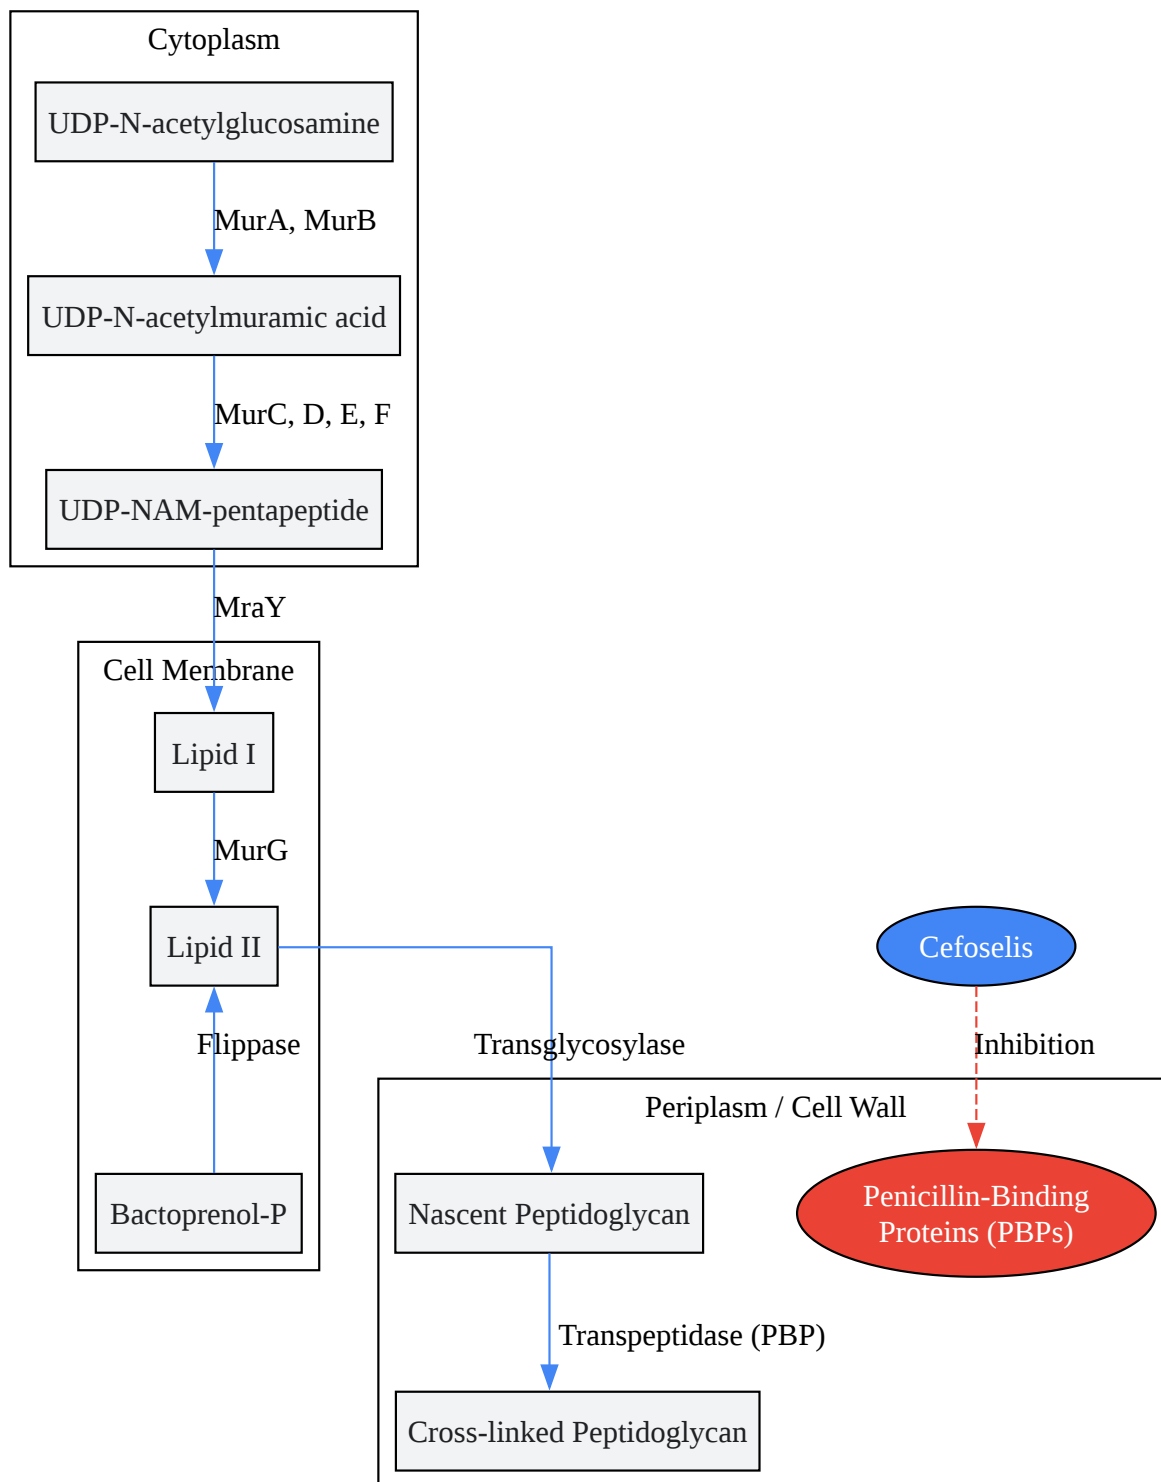 Cytoplasm
UDP-N-acetylglucosamine
MurA, MurB
UDP-N-acetylmuramic acid
MurC, D, E, F
UDP-NAM-pentapeptide
MraY
Cell Membrane
Lipid I
MurG
Lipid II
Cefoselis
Flippase
Transglycosylase
Inhibition
Periplasm / Cell Wall
Bactoprenol-P
Nascent Peptidoglycan
Penicillin-Binding
Proteins (PBPs)
Transpeptidase (PBP)
Cross-linked Peptidoglycan